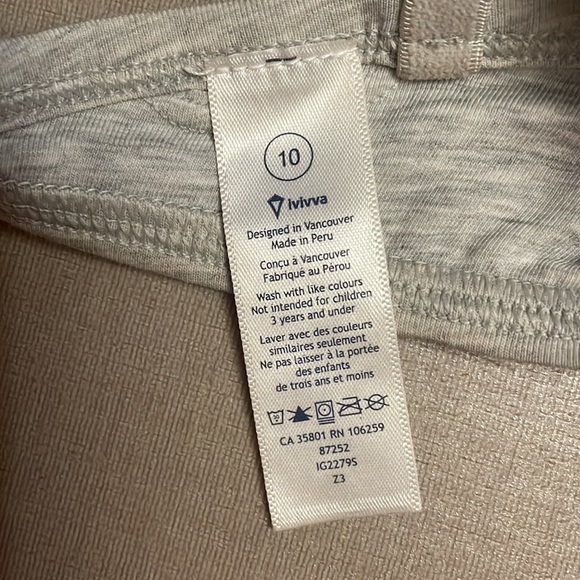 10
ivivva
Designed in Vancouver
Made in Peru
Conçu à Vancouver
Fabriqué au Pérou
Wash with like colours
Not intended for children
3 years and under
Laver avec des couleurs
similaires seulement
Ne pas laisser à la portée
des enfants
de trois ans et moins
30
CA 35801 RN 106259
87252
IG2279S
Z3